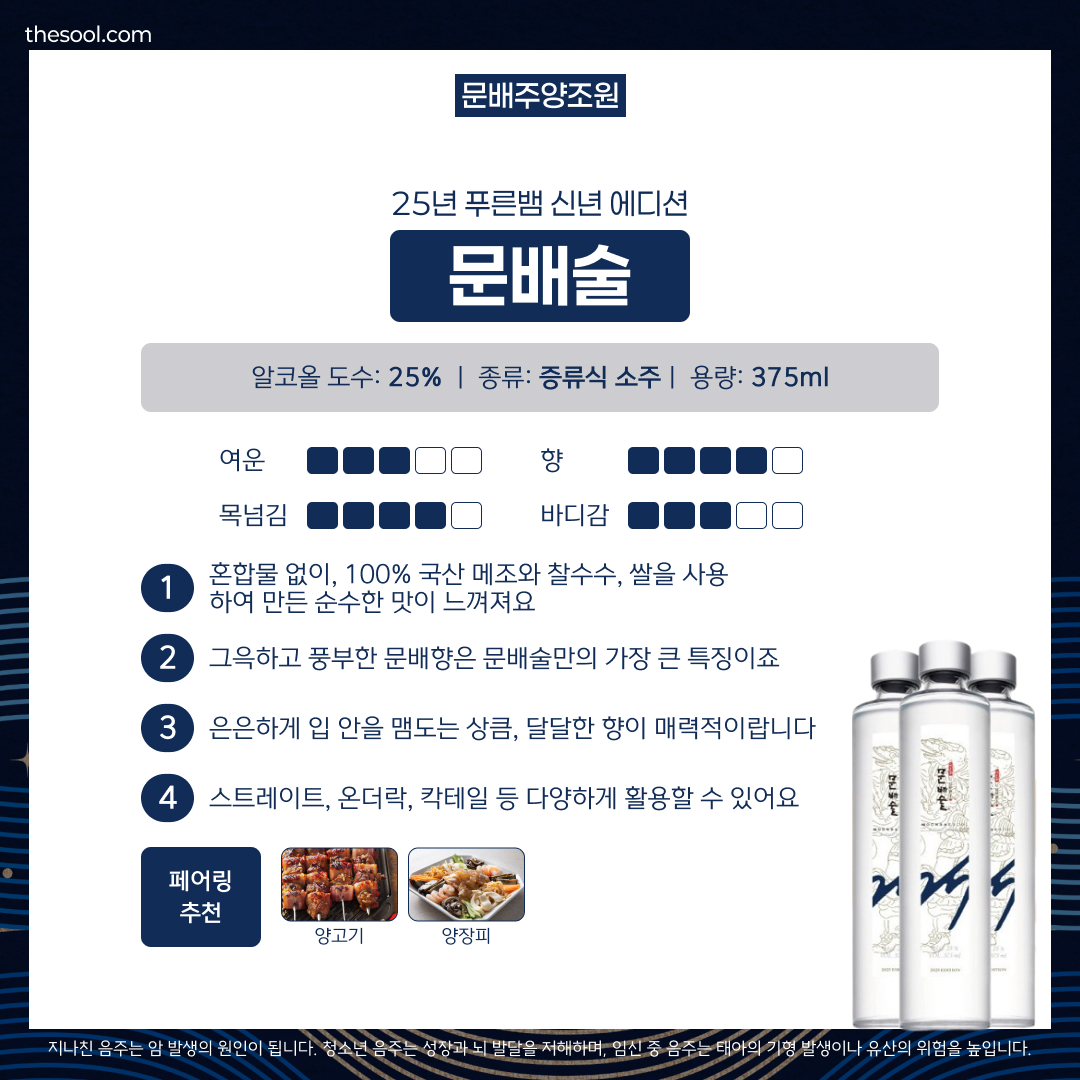 thesool.com
문배주양조원
25년 푸른뱀 신년 에디션
문배술
알코올 도수: 25% | 종류: 증류식 소주 | 용량: 375ml
여운
향
목넘김
바디감
1 혼합물 없이, 100% 국산 메조와 찰수수, 쌀을 사용
하여 만든 순수한 맛이 느껴져요
2 그윽하고 풍부한 문배향은 문배술만의 가장 큰 특징이죠
3 은은하게 입 안을 맴도는 상큼, 달달한 향이 매력적이랍니다
4 스트레이트, 온더락, 칵테일 등 다양하게 활용할 수 있어요
페어링
추천
양고기
양장피
문배술
지나친 음주는 암 발생의 원인이 됩니다. 청소년 음주는 성장과 뇌 발달을 저해하며, 임신 중 음주는 태아의 기형 발생이나 유산의 위험을 높입니다.